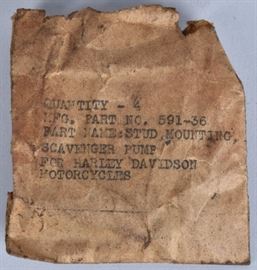 QUANTITY - 4
MFG. PART NO. 591-36
PART NAME:STUD,MOUNTING,
SCAVENGER PUMP
FOR HARLEY DAVIDSON
MOTORCYCLES